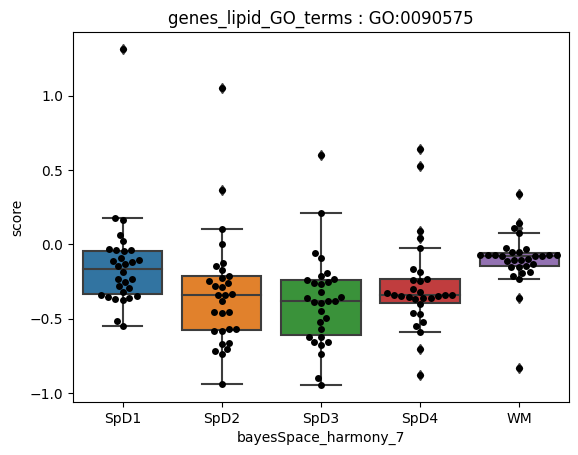 genes_lipid_GO_terms : GO:0090575
1.0
0.5
0.0
−0.5
−1.0
score
SpD1 SpD2 SpD3 SpD4 WM
bayesSpace_harmony_7